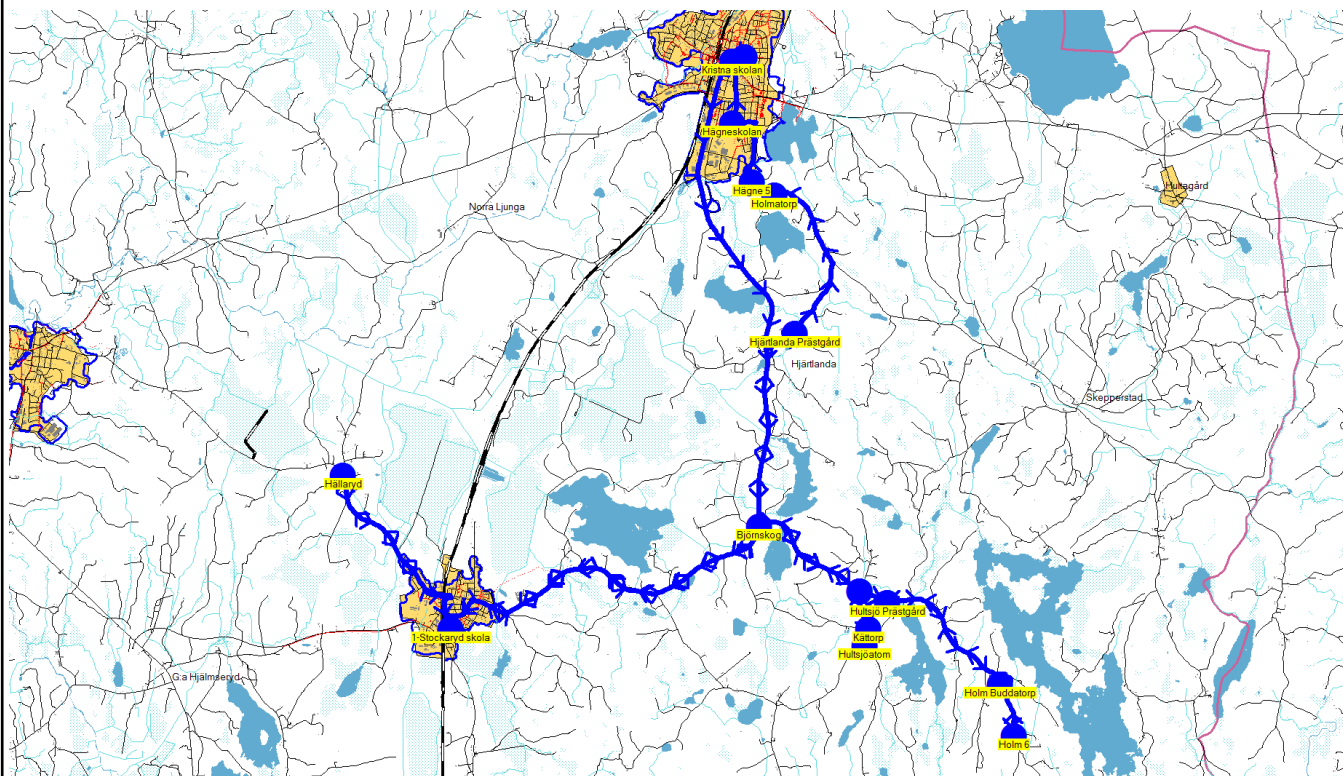 Kristna skolan
Hägneskolan
Hägne 5
Holmatorp
Hultagård
Norra Ljunga
Hjärtlanda Prästgård
Hjärtlanda
Skepperstad
Hällaryd
Björnskog
Hultsjö Prästgård
1-Stockaryd skola
Kattorp
Hultsjöatorn
G:a Hjälmseryd
Holm Buddatorp
Holm 6